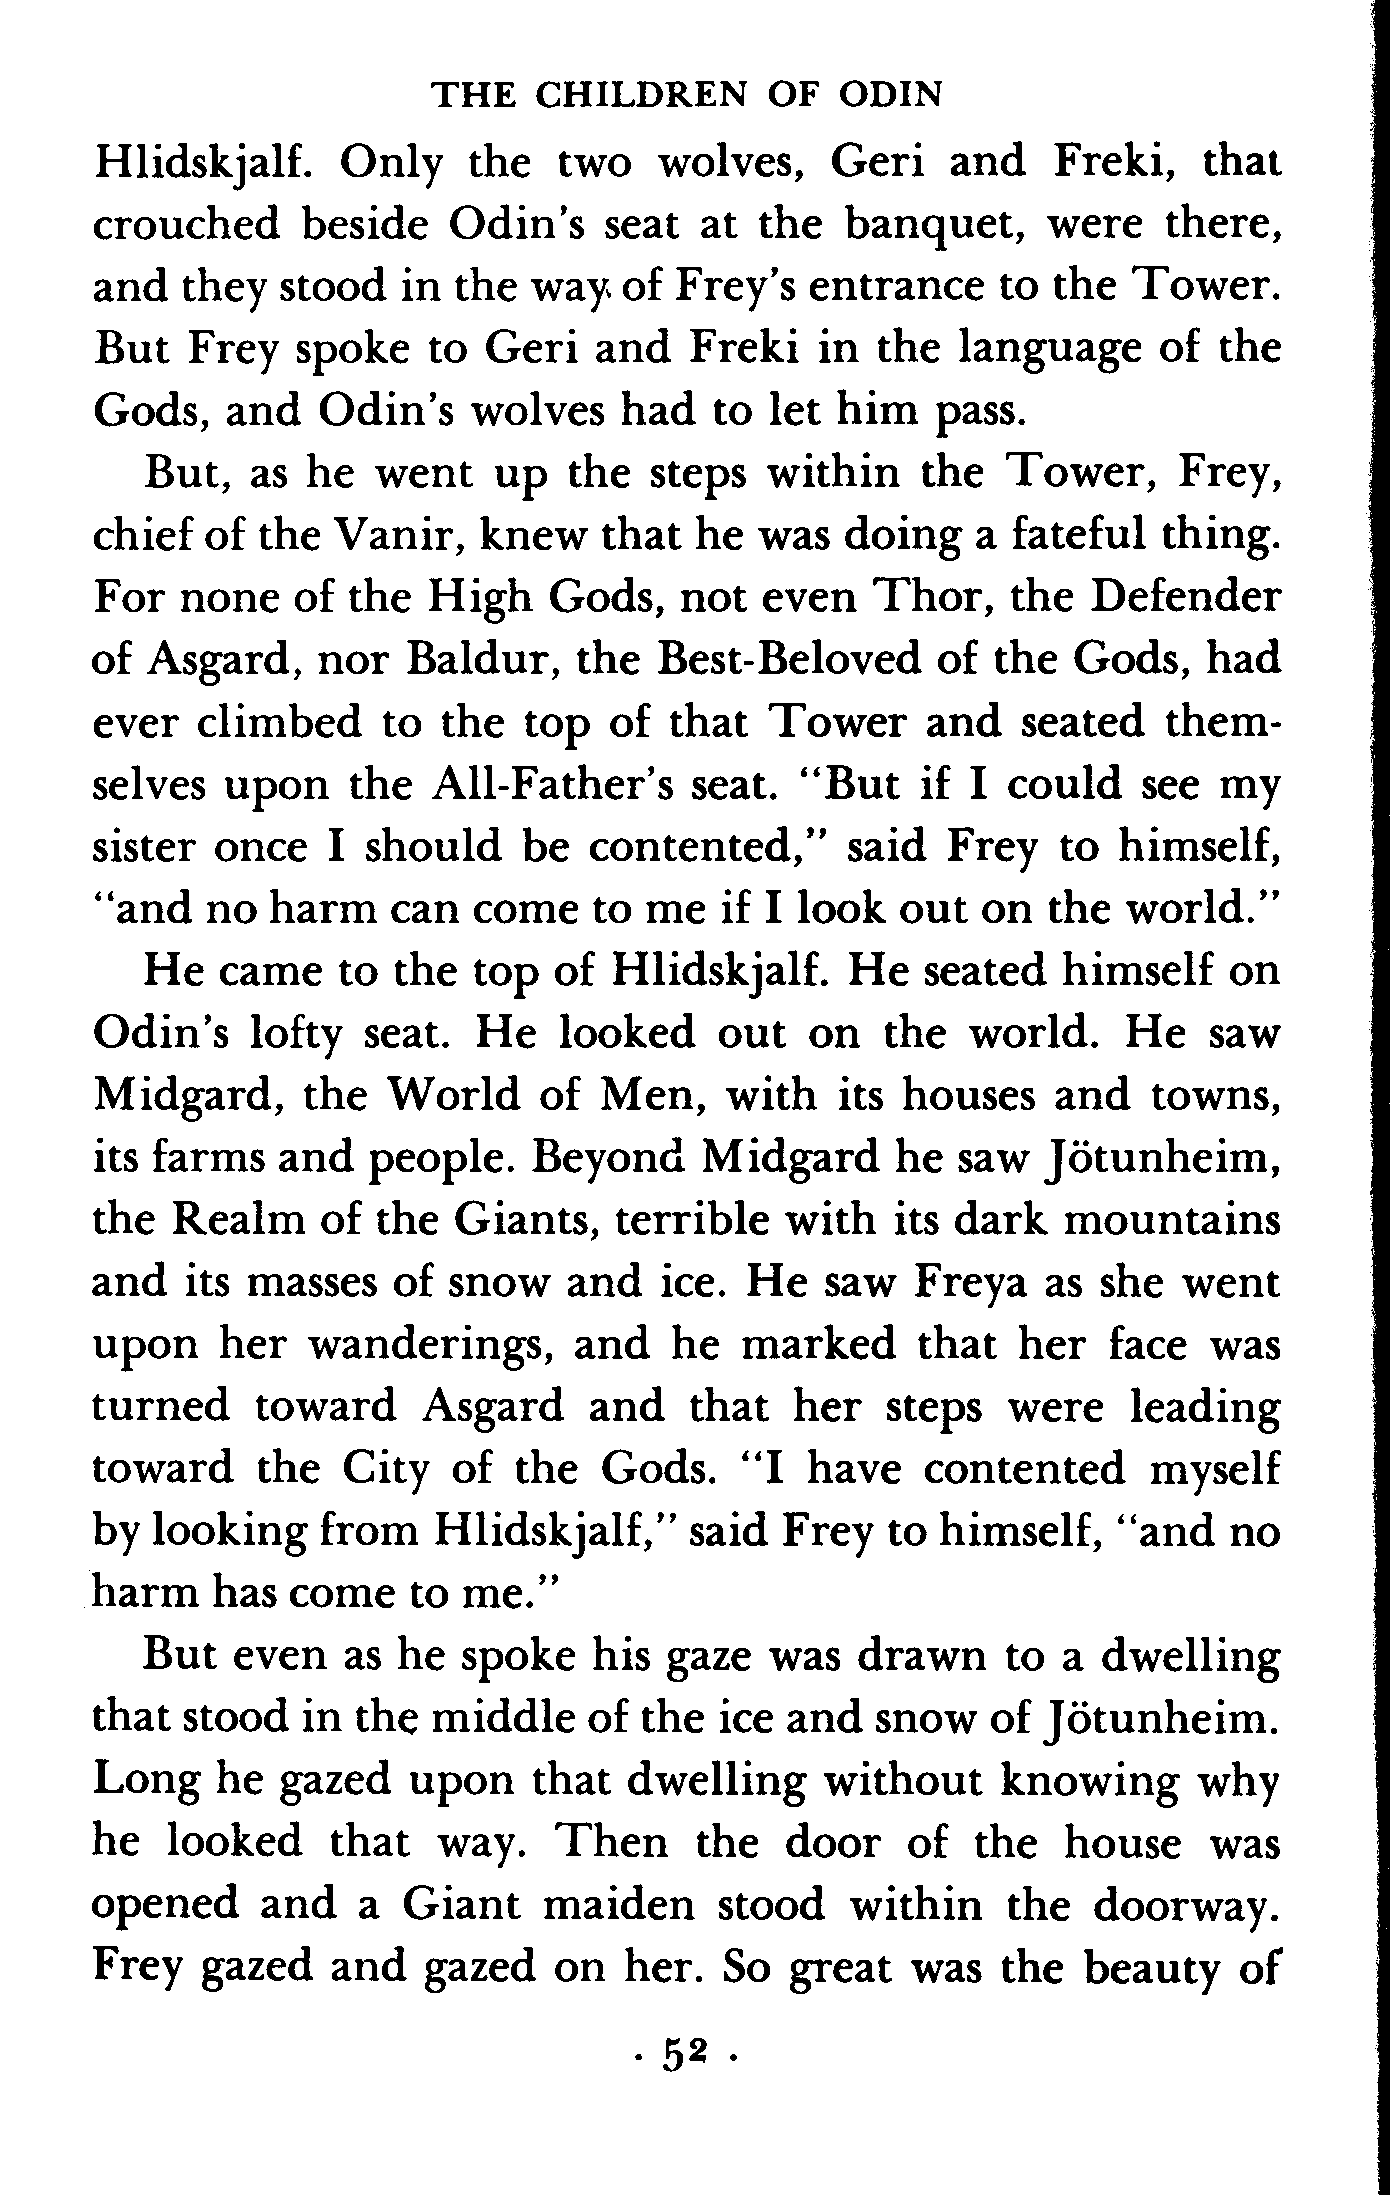 THE CHILDREN OF ODIN
Hlidskjalf. Only the two wolves, Geri and Freki, that
crouched beside Odin's seat at the banquet, were there,
and they stood in the way of Frey's entrance to the Tower.
But Frey spoke to Geri and Freki in the language of the
Gods, and Odin's wolves had to let him pass.
But, as he went up the steps within the Tower, Frey,
chief of the Vanir, knew that he was doing a fateful thing.
For none of the High Gods, not even Thor, the Defender
of Asgard, nor Baldur, the Best-Beloved of the Gods, had
ever climbed to the top of that Tower and seated them-
selves upon the All-Father's seat. "But if I could see my
sister once I should be contented," said Frey to himself,
"and no harm can come to me if I look out on the world."
He came to the top of Hlidskjalf. He seated himself on
Odin's lofty seat. He looked out on the world. He saw
Midgard, the World of Men, with its houses and towns,
its farms and people. Beyond Midgard he saw Jötunheim,
the Realm of the Giants, terrible with its dark mountains
and its masses of snow and ice. He saw Freya as she went
upon her wanderings, and he marked that her face was
turned toward Asgard and that her steps were leading
toward the City of the Gods. "I have contented myself
by looking from Hlidskjalf," said Frey to himself, "and no
harm has come to me."
But even as he spoke his gaze was drawn to a dwelling
that stood in the middle of the ice and snow of Jötunheim.
Long he gazed upon that dwelling without knowing why
he looked that way. Then the door of the house was
opened and a Giant maiden stood within the doorway.
Frey gazed and gazed on her. So great was the beauty of
· 52 ·